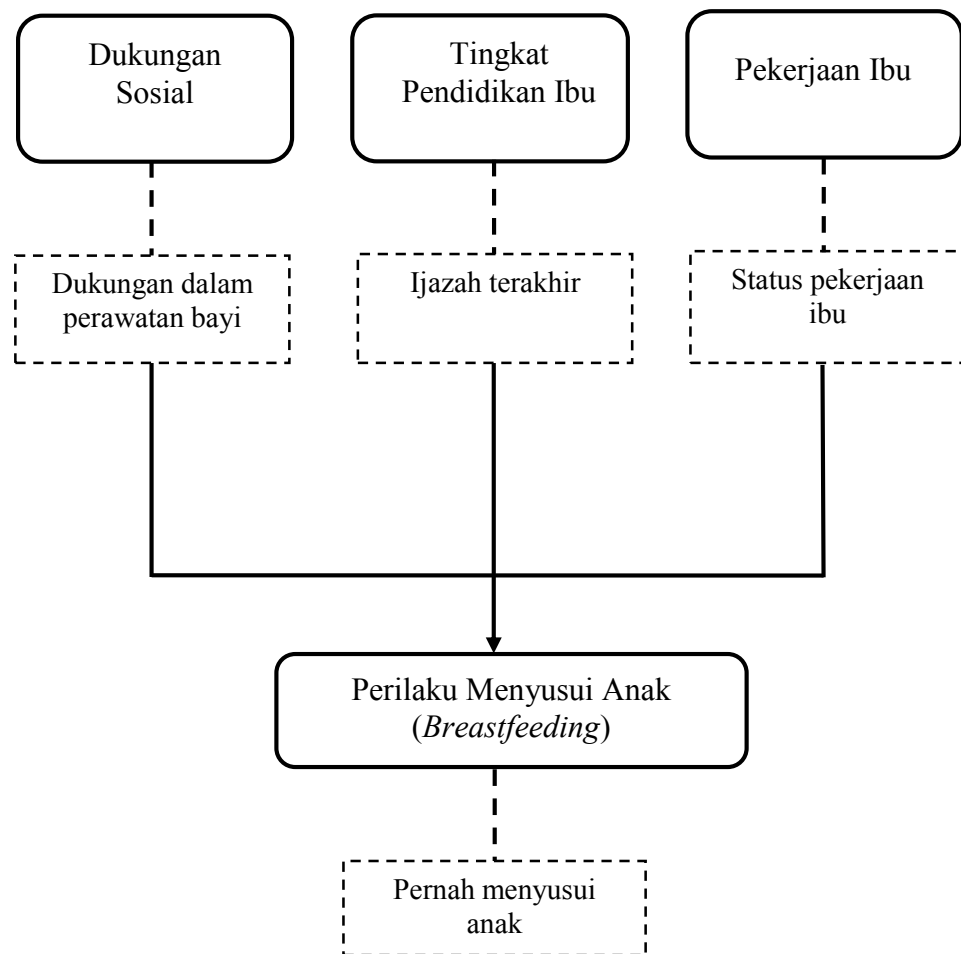 Dukungan
Sosial
Tingkat
Pendidikan Ibu
Pekerjaan Ibu
Dukungan dalam
perawatan bayi
Ijazah terakhir
Status pekerjaan
ibu
Perilaku Menyusui Anak
(Breastfeeding)
Pernah menyusui
anak